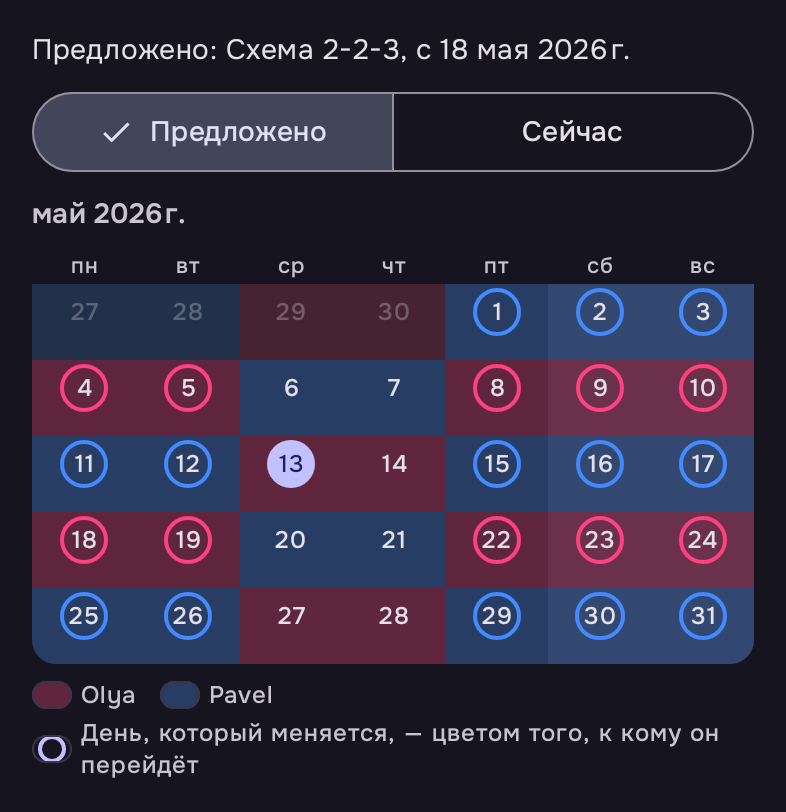 Предложено: Схема 2-2-3, с 18 мая 2026 г.
Предложено Сейчас
май 2026 г.
пн вт ср чт пт сб вс
27 28 29 30 1 2 3
4 5 6 7 8 9 10
11 12 13 14 15 16 17
18 19 20 21 22 23 24
25 26 27 28 29 30 31
Olya Pavel
День, который меняется, — цветом того, к кому он
перейдёт